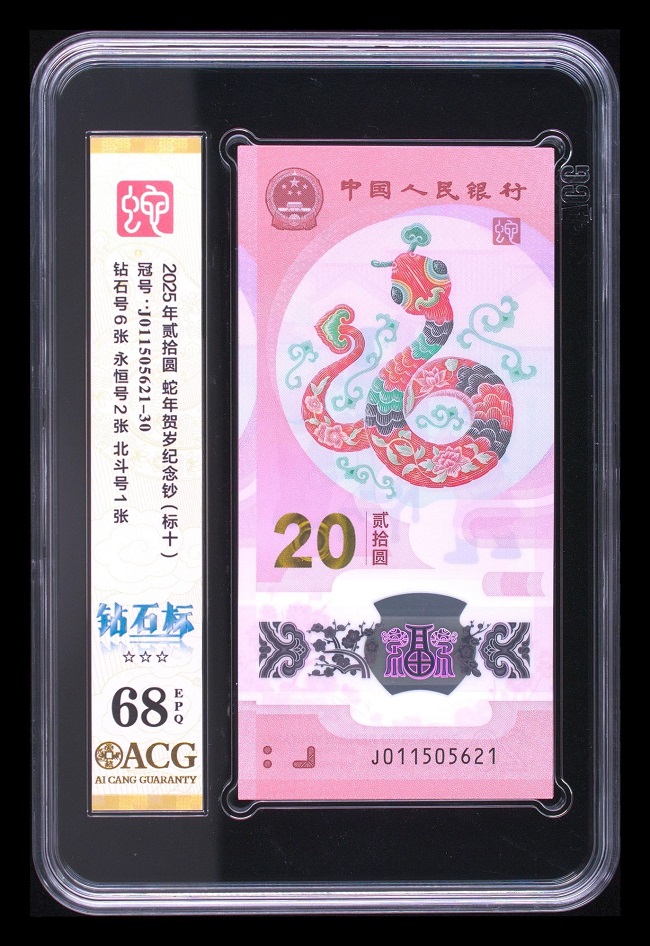 蛇
2025年贰拾圆 蛇年贺岁纪念钞(标十)
冠号:J011505621-30
钻石号6张 永恒号2张 北斗号1张
钻石标
☆☆☆
68 EPQ
ACG
AI CANG GUARANTY
中国人民银行
蛇
20 贰拾圆
福
J011505621
ACG